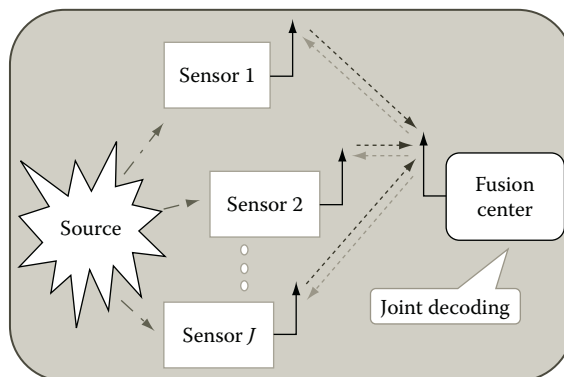 Sensor 1
Source
Sensor 2
Fusion
center
Sensor J
Joint decoding